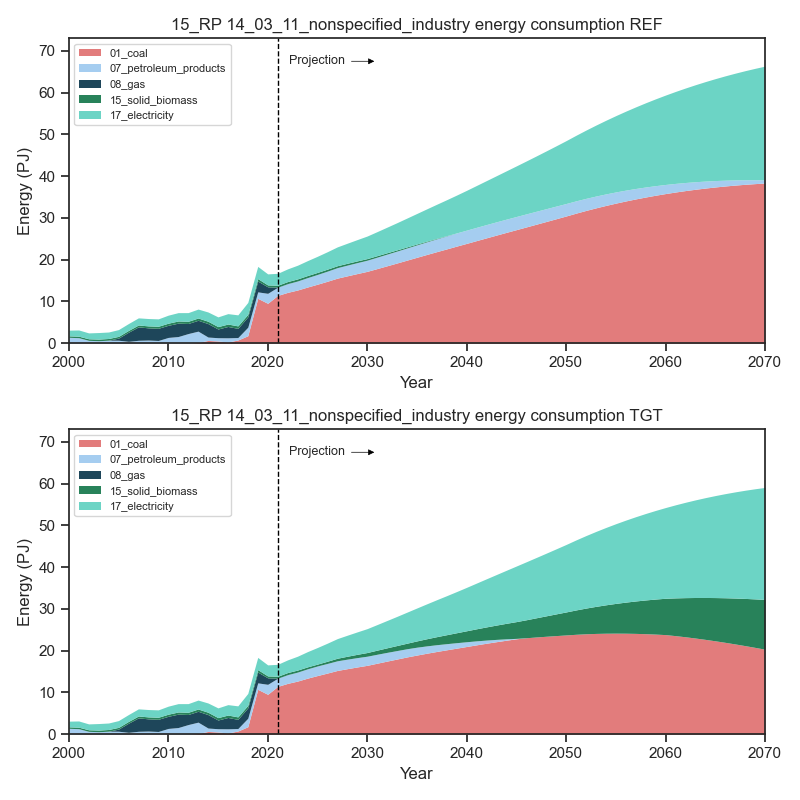 15_RP 14_03_11_nonspecified_industry energy consumption REF
01_coal
07_petroleum_products
08_gas
15_solid_biomass
17_electricity
Projection
70
60
50
40
30
20
10
0
Energy (PJ)
2000 2010 2020 2030 2040 2050 2060 2070
Year
15_RP 14_03_11_nonspecified_industry energy consumption TGT
01_coal
07_petroleum_products
08_gas
15_solid_biomass
17_electricity
Projection
70
60
50
40
30
20
10
0
Energy (PJ)
2000 2010 2020 2030 2040 2050 2060 2070
Year